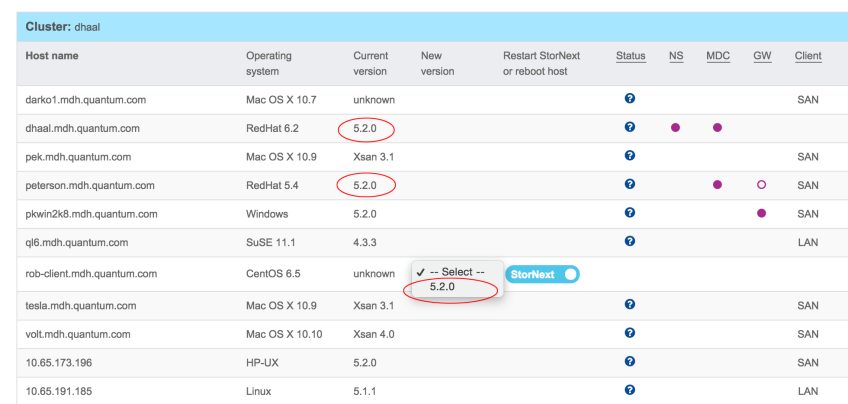 Cluster: dhaal
Host name Operating system Current version New version Restart StorNext or reboot host Status NS MDC GW Client
darko1.mdh.quantum.com Mac OS X 10.7 unknown ? SAN
dhaal.mdh.quantum.com RedHat 6.2 5.2.0 ?
pek.mdh.quantum.com Mac OS X 10.9 Xsan 3.1 ? SAN
peterson.mdh.quantum.com RedHat 5.4 5.2.0 ? SAN
pkwin2k8.mdh.quantum.com Windows 5.2.0 ? SAN
ql6.mdh.quantum.com SuSE 11.1 4.3.3 ? LAN
rob-client.mdh.quantum.com CentOS 6.5 unknown ✓ -- Select -- StorNext
5.2.0
tesla.mdh.quantum.com Mac OS X 10.9 Xsan 3.1 ? SAN
volt.mdh.quantum.com Mac OS X 10.10 Xsan 4.0 ? SAN
10.65.173.196 HP-UX 5.2.0 ? SAN
10.65.191.185 Linux 5.1.1 ? LAN